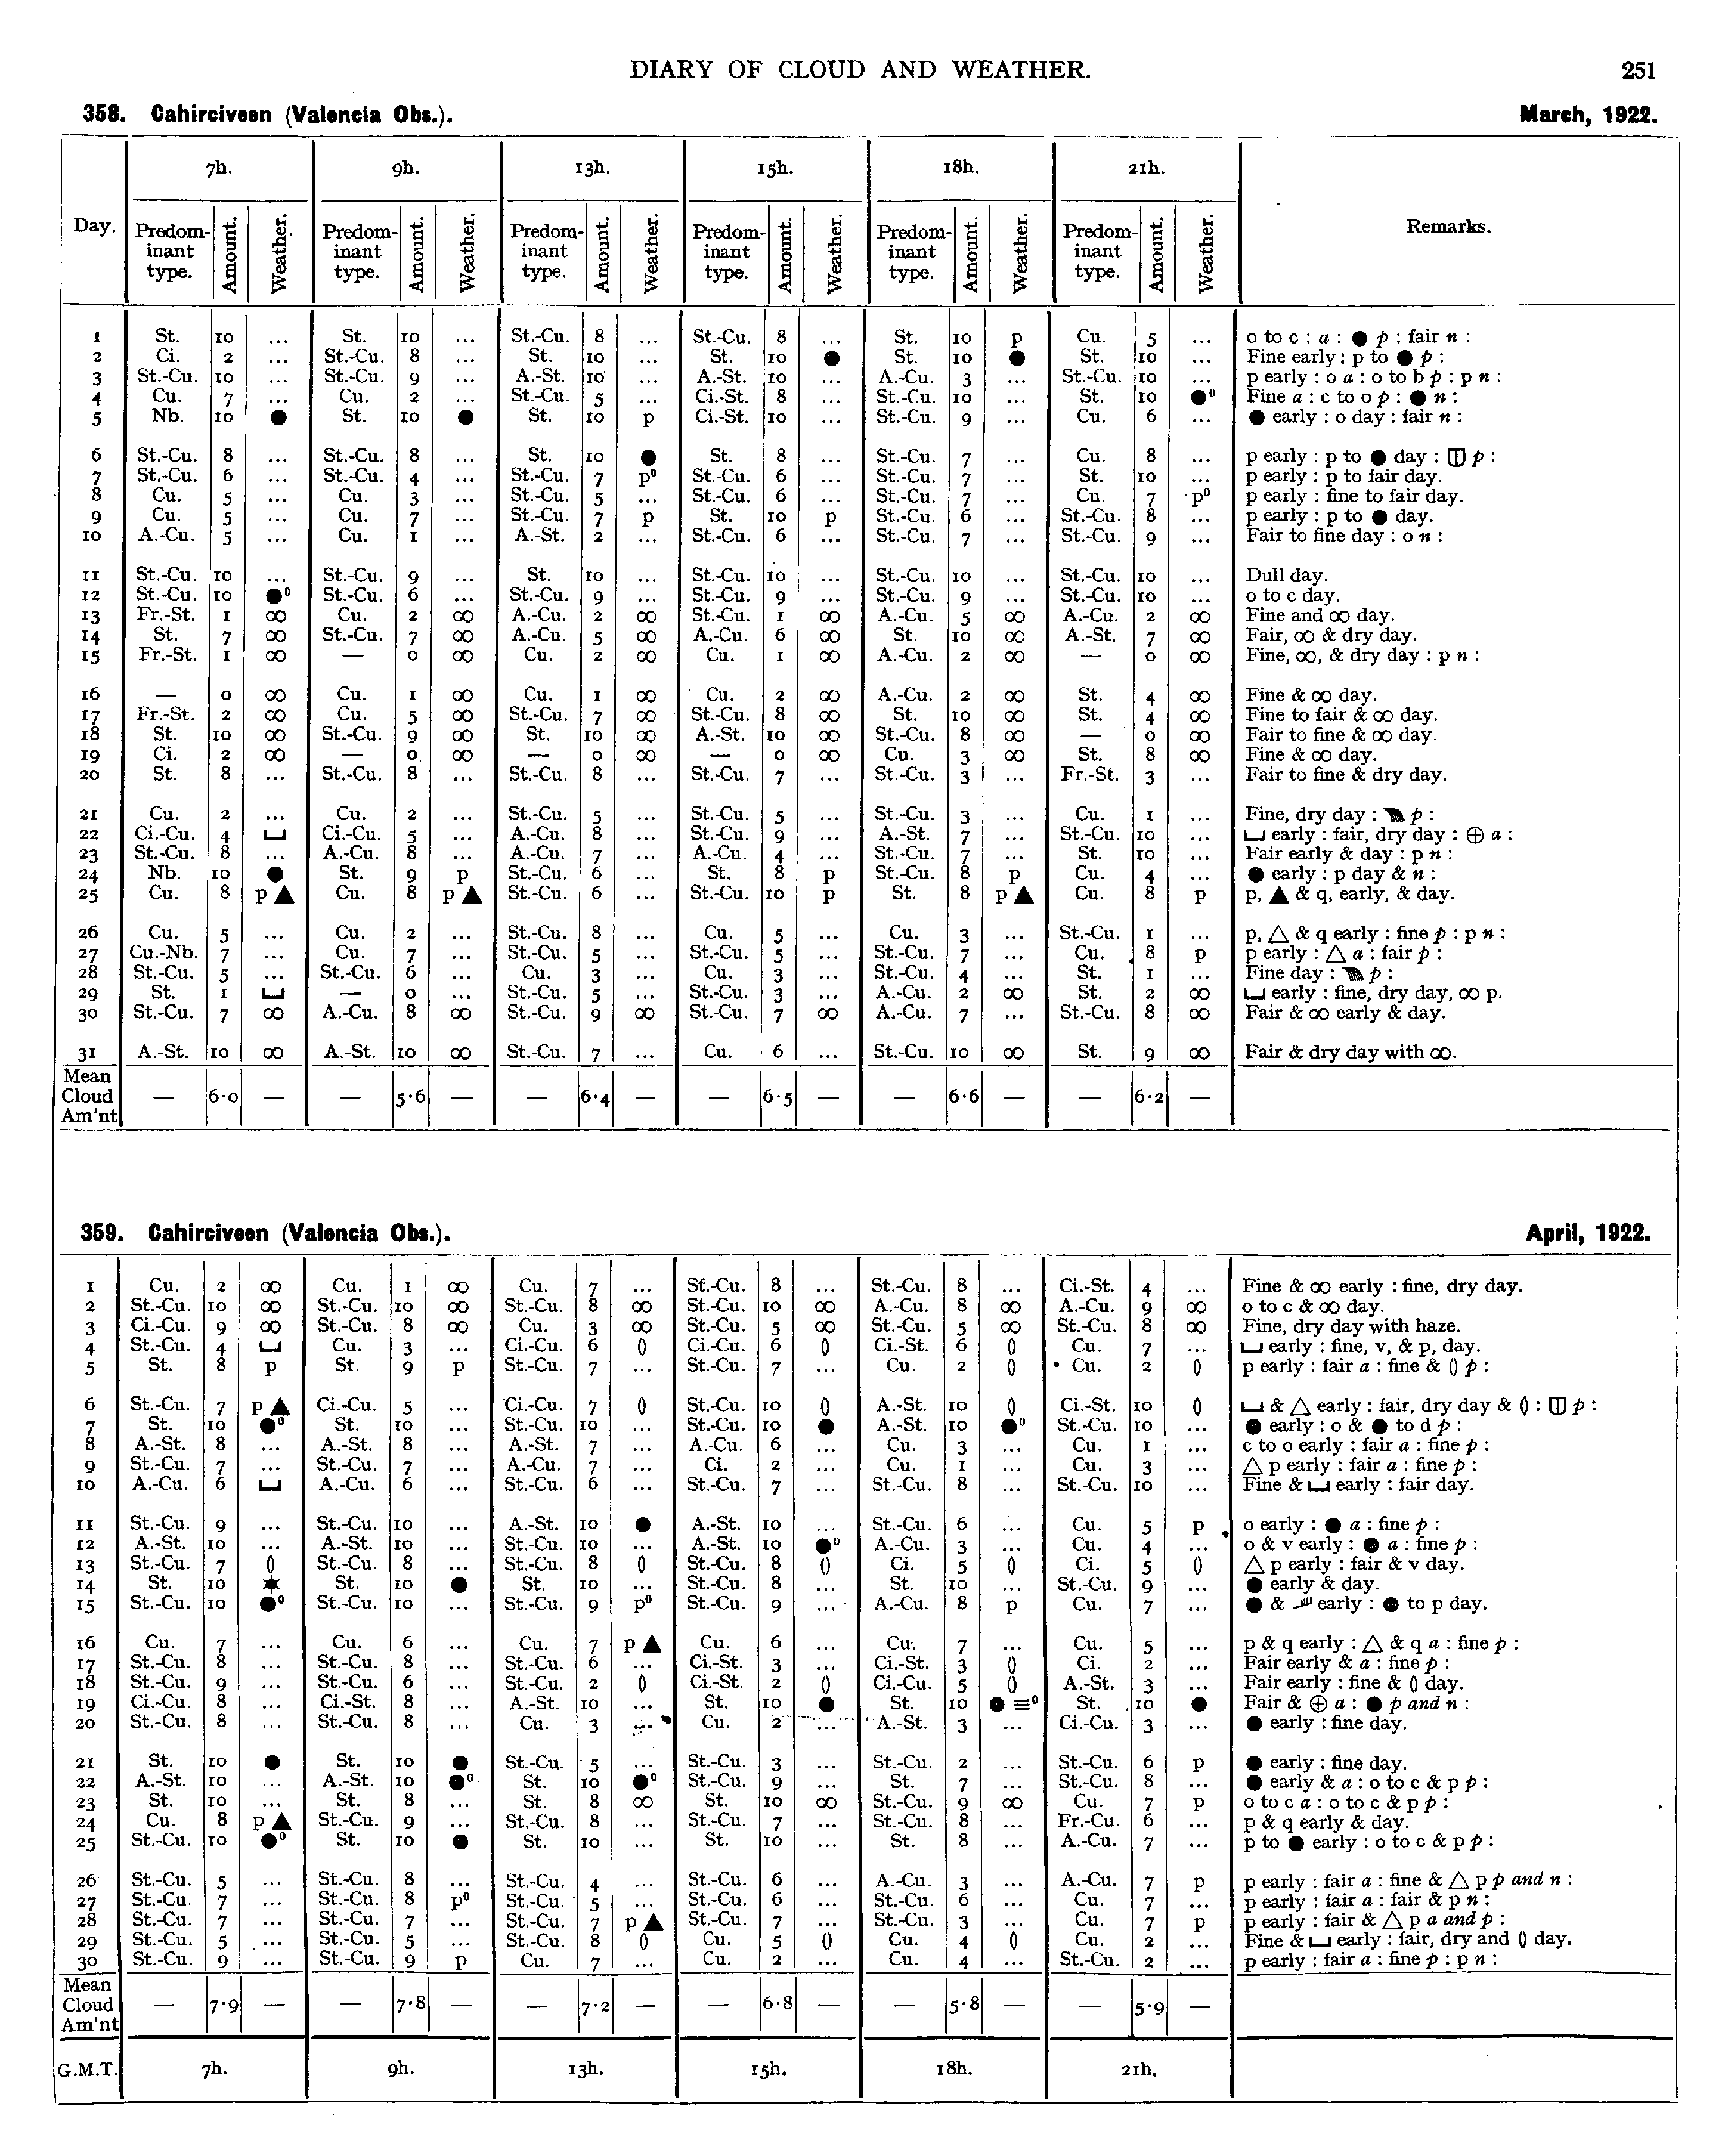 DIARY OF CLOUD AND WEATHER. 251
358. Cahirciveen (Valencia Obs.). March, 1922.
7h. 9h. 13h. 15h. 18h. 21h.
Day. Predominant type. Amount. Weather. Predominant type. Amount. Weather. Predominant type. Amount. Weather. Predominant type. Amount. Weather. Predominant type. Amount. Weather. Predominant type. Amount. Weather. Remarks.
1 St. 10 ... St. 10 ... St.-Cu. 8 ... St.-Cu. 8 ... St. 10 p Cu. 5 ... o to c : a : ● p : fair n :
2 Ci. 2 ... St.-Cu. 8 ... St. 10 ... St. 10 ● St. 10 ● St. 10 ... Fine early : p to ● p :
3 St.-Cu. 10 ... St.-Cu. 9 ... A.-St. 10 ... A.-St. 10 ... A.-Cu. 3 ... St.-Cu. 10 ... p early : o a : o to b p : p n :
4 Cu. 7 ... Cu. 2 ... St.-Cu. 5 ... Ci.-St. 8 ... St.-Cu. 10 ... St. 10 ●⁰ Fine a : c to o p : ● n :
5 Nb. 10 ● St. 10 ● St. 10 p Ci.-St. 10 ... St.-Cu. 9 ... Cu. 6 ... ● early : o day : fair n :
6 St.-Cu. 8 ... St.-Cu. 8 ... St. 10 ● St. 8 ... St.-Cu. 7 ... Cu. 8 ... p early : p to ● day : p :
7 St.-Cu. 6 ... St.-Cu. 4 ... St.-Cu. 7 p⁰ St.-Cu. 6 ... St.-Cu. 7 ... St. 10 ... p early : p to fair day.
8 Cu. 5 ... Cu. 3 ... St.-Cu. 5 ... St.-Cu. 6 ... St.-Cu. 7 ... Cu. 7 p⁰ p early : fine to fair day.
9 Cu. 5 ... Cu. 7 ... St.-Cu. 7 p St. 10 p St.-Cu. 6 ... St.-Cu. 8 ... p early : p to ● day.
10 A.-Cu. 5 ... Cu. 1 ... A.-St. 2 ... St.-Cu. 6 ... St.-Cu. 7 ... St.-Cu. 9 ... Fair to fine day : o n :
11 St.-Cu. 10 ... St.-Cu. 9 ... St. 10 ... St.-Cu. 10 ... St.-Cu. 10 ... St.-Cu. 10 ... Dull day.
12 St.-Cu. 10 ●⁰ St.-Cu. 6 ... St.-Cu. 9 ... St.-Cu. 9 ... St.-Cu. 9 ... St.-Cu. 10 ... o to c day.
13 Fr.-St. 1 ∞ Cu. 2 ∞ A.-Cu. 2 ∞ St.-Cu. 1 ∞ A.-Cu. 5 ∞ A.-Cu. 2 ∞ Fine and ∞ day.
14 St. 7 ∞ St.-Cu. 7 ∞ A.-Cu. 5 ∞ A.-Cu. 6 ∞ St. 10 ∞ A.-St. 7 ∞ Fair, ∞ & dry day.
15 Fr.-St. 1 ∞ — 0 ∞ Cu. 2 ∞ Cu. 1 ∞ A.-Cu. 2 ∞ — 0 ∞ Fine, ∞, & dry day : p n :
16 — 0 ∞ Cu. 1 ∞ Cu. 1 ∞ Cu. 2 ∞ A.-Cu. 2 ∞ St. 4 ∞ Fine & ∞ day.
17 Fr.-St. 2 ∞ Cu. 5 ∞ St.-Cu. 7 ∞ St.-Cu. 8 ∞ St. 10 ∞ St. 4 ∞ Fine to fair & ∞ day.
18 St. 10 ∞ St.-Cu. 9 ∞ St. 10 ∞ A.-St. 10 ∞ St.-Cu. 8 ∞ — 0 ∞ Fair to fine & ∞ day.
19 Ci. 2 ∞ — 0 ∞ — 0 ∞ — 0 ∞ Cu. 3 ∞ St. 8 ∞ Fine & ∞ day.
20 St. 8 ... St.-Cu. 8 ... St.-Cu. 8 ... St.-Cu. 7 ... St.-Cu. 3 ... Fr.-St. 3 ... Fair to fine & dry day.
21 Cu. 2 ... Cu. 2 ... St.-Cu. 5 ... St.-Cu. 5 ... St.-Cu. 3 ... Cu. 1 ... Fine, dry day : p :
22 Ci.-Cu. 4 ⌴ Ci.-Cu. 5 ... A.-Cu. 8 ... St.-Cu. 9 ... A.-St. 7 ... St.-Cu. 10 ... ⌴ early : fair, dry day : ⊕ a :
23 St.-Cu. 8 ... A.-Cu. 8 ... A.-Cu. 7 ... A.-Cu. 4 ... St.-Cu. 7 ... St. 10 ... Fair early & day : p n :
24 Nb. 10 ● St. 9 p St.-Cu. 6 ... St. 8 p St.-Cu. 8 p Cu. 4 ... ● early : p day & n :
25 Cu. 8 p ▲ Cu. 8 p ▲ St.-Cu. 6 ... St.-Cu. 10 p St. 8 p ▲ Cu. 8 p p, ▲ & q, early, & day.
26 Cu. 5 ... Cu. 2 ... St.-Cu. 8 ... Cu. 5 ... Cu. 3 ... St.-Cu. 1 ... p, △ & q early : fine p : p n :
27 Cu.-Nb. 7 ... Cu. 7 ... St.-Cu. 5 ... St.-Cu. 5 ... St.-Cu. 7 ... Cu. 8 p p early : △ a : fair p :
28 St.-Cu. 5 ... St.-Cu. 6 ... Cu. 3 ... Cu. 3 ... St.-Cu. 4 ... St. 1 ... Fine day : p :
29 St. 1 ⌴ — 0 ... St.-Cu. 5 ... St.-Cu. 3 ... A.-Cu. 2 ∞ St. 2 ∞ ⌴ early : fine, dry day, ∞ p.
30 St.-Cu. 7 ∞ A.-Cu. 8 ∞ St.-Cu. 9 ∞ St.-Cu. 7 ∞ A.-Cu. 7 ... St.-Cu. 8 ∞ Fair & ∞ early & day.
31 A.-St. 10 ∞ A.-St. 10 ∞ St.-Cu. 7 ... Cu. 6 ... St.-Cu. 10 ∞ St. 9 ∞ Fair & dry day with ∞.
Mean Cloud Am'nt — 6·0 — — 5·6 — — 6·4 — — 6·5 — — 6·6 — — 6·2 —
359. Cahirciveen (Valencia Obs.). April, 1922.
1 Cu. 2 ∞ Cu. 1 ∞ Cu. 7 ... St.-Cu. 8 ... St.-Cu. 8 ... Ci.-St. 4 ... Fine & ∞ early : fine, dry day.
2 St.-Cu. 10 ∞ St.-Cu. 10 ∞ St.-Cu. 8 ∞ St.-Cu. 10 ∞ A.-Cu. 8 ∞ A.-Cu. 9 ∞ o to c & ∞ day.
3 Ci.-Cu. 9 ∞ St.-Cu. 8 ∞ Cu. 3 ∞ St.-Cu. 5 ∞ St.-Cu. 5 ∞ St.-Cu. 8 ∞ Fine, dry day with haze.
4 St.-Cu. 4 ⌴ Cu. 3 ... Ci.-Cu. 6 () Ci.-Cu. 6 () Ci.-St. 6 () Cu. 7 ... ⌴ early : fine, v, & p, day.
5 St. 8 p St. 9 p St.-Cu. 7 ... St.-Cu. 7 ... Cu. 2 () Cu. 2 () p early : fair a : fine & () p :
6 St.-Cu. 7 p ▲ Ci.-Cu. 5 ... Ci.-Cu. 7 () St.-Cu. 10 () A.-St. 10 () Ci.-St. 10 () ⌴ & △ early : fair, dry day & () : p :
7 St. 10 ●⁰ St. 10 ... St.-Cu. 10 ... St.-Cu. 10 ● A.-St. 10 ●⁰ St.-Cu. 10 ... ● early : o & ● to d p :
8 A.-St. 8 ... A.-St. 8 ... A.-St. 7 ... A.-Cu. 6 ... Cu. 3 ... Cu. 1 ... c to o early : fair a : fine p :
9 St.-Cu. 7 ... St.-Cu. 7 ... A.-Cu. 7 ... Ci. 2 ... Cu. 1 ... Cu. 3 ... △ p early : fair a : fine p :
10 A.-Cu. 6 ⌴ A.-Cu. 6 ... St.-Cu. 6 ... St.-Cu. 7 ... St.-Cu. 8 ... St.-Cu. 10 ... Fine & ⌴ early : fair day.
11 St.-Cu. 9 ... St.-Cu. 10 ... A.-St. 10 ● A.-St. 10 ... St.-Cu. 6 ... Cu. 5 p o early : ● a : fine p :
12 A.-St. 10 ... A.-St. 10 ... St.-Cu. 10 ... A.-St. 10 ●⁰ A.-Cu. 3 ... Cu. 4 ... o & v early : ● a : fine p :
13 St.-Cu. 7 () St.-Cu. 8 ... St.-Cu. 8 () St.-Cu. 8 () Ci. 5 () Ci. 5 () △ p early : fair & v day.
14 St. 10 ✶ St. 10 ● St. 10 ... St.-Cu. 8 ... St. 10 ... St.-Cu. 9 ... ● early & day.
15 St.-Cu. 10 ●⁰ St.-Cu. 10 ... St.-Cu. 9 p⁰ St.-Cu. 9 ... A.-Cu. 8 p Cu. 7 ... ● & early : ● to p day.
16 Cu. 7 ... Cu. 6 ... Cu. 7 p ▲ Cu. 6 ... Cu. 7 ... Cu. 5 ... p & q early : △ & q a : fine p :
17 St.-Cu. 8 ... St.-Cu. 8 ... St.-Cu. 6 ... Ci.-St. 3 ... Ci.-St. 3 () Ci. 2 ... Fair early & a : fine p :
18 St.-Cu. 9 ... St.-Cu. 6 ... St.-Cu. 2 () Ci.-St. 2 () Ci.-Cu. 5 () A.-St. 3 ... Fair early : fine & () day.
19 Ci.-Cu. 8 ... Ci.-St. 8 ... A.-St. 10 ... St. 10 ● St. 10 ● ≡⁰ St. 10 ● Fair & ⊕ a : ● p and n :
20 St.-Cu. 8 ... St.-Cu. 8 ... Cu. 3 ... Cu. 2 ... A.-St. 3 ... Ci.-Cu. 3 ... ● early : fine day.
21 St. 10 ● St. 10 ● St.-Cu. 5 ... St.-Cu. 3 ... St.-Cu. 2 ... St.-Cu. 6 p ● early : fine day.
22 A.-St. 10 ... A.-St. 10 ●⁰ St. 10 ●⁰ St.-Cu. 9 ... St. 7 ... St.-Cu. 8 ... ● early & a : o to c & p p :
23 St. 10 ... St. 8 ... St. 8 ∞ St. 10 ∞ St.-Cu. 9 ∞ Cu. 7 p o to c a : o to c & p p :
24 Cu. 8 p ▲ St.-Cu. 9 ... St.-Cu. 8 ... St.-Cu. 7 ... St.-Cu. 8 ... Fr.-Cu. 6 ... p & q early & day.
25 St.-Cu. 10 ●⁰ St. 10 ● St. 10 ... St. 10 ... St. 8 ... A.-Cu. 7 ... p to ● early : o to c & p p :
26 St.-Cu. 5 ... St.-Cu. 8 ... St.-Cu. 4 ... St.-Cu. 6 ... A.-Cu. 3 ... A.-Cu. 7 p p early : fair a : fine & △ p p and n :
27 St.-Cu. 7 ... St.-Cu. 8 p⁰ St.-Cu. 5 ... St.-Cu. 6 ... St.-Cu. 6 ... Cu. 7 ... p early : fair a : fair & p n :
28 St.-Cu. 7 ... St.-Cu. 7 ... St.-Cu. 7 p ▲ St.-Cu. 7 ... St.-Cu. 3 ... Cu. 7 p p early : fair & △ p a and p :
29 St.-Cu. 5 ... St.-Cu. 5 ... St.-Cu. 8 () Cu. 5 () Cu. 4 () Cu. 2 ... Fine & ⌴ early : fair, dry and () day.
30 St.-Cu. 9 ... St.-Cu. 9 p Cu. 7 ... Cu. 2 ... Cu. 4 ... St.-Cu. 2 ... p early : fair a : fine p : p n :
Mean Cloud Am'nt — 7·9 — — 7·8 — — 7·2 — — 6·8 — — 5·8 — — 5·9 —
G.M.T. 7h. 9h. 13h. 15h. 18h. 21h.